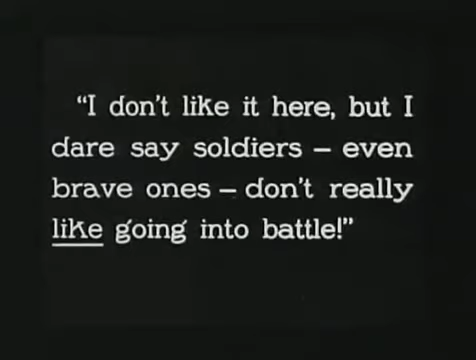 “I don't like it here, but I
dare say soldiers – even
brave ones – don't really
like going into battle!”